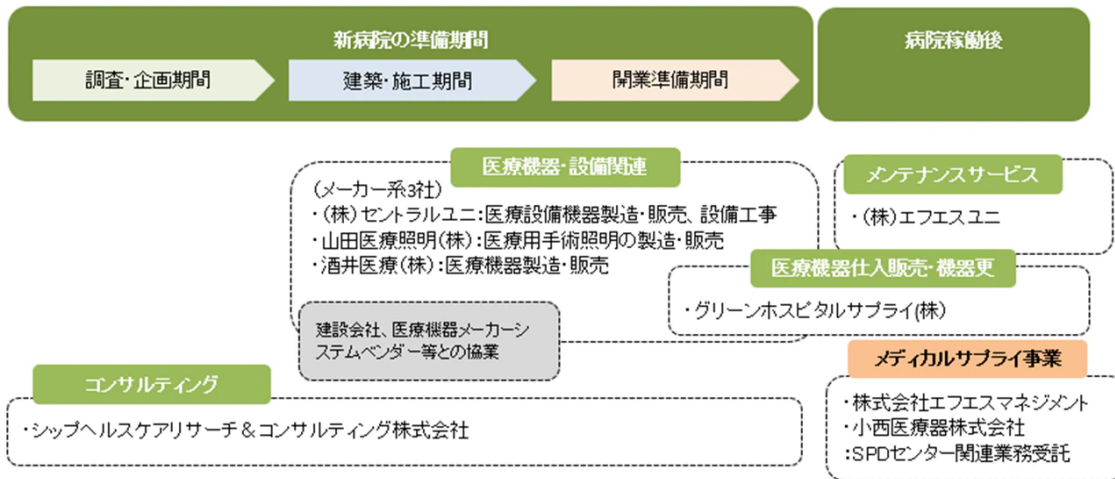 新病院の準備期間
病院稼働後
調査・企画期間
建築・施工期間
開業準備期間
医療機器・設備関連
(メーカー系3社)
・(株)セントラルユニ:医療設備機器製造・販売、設備工事
・山田医療照明(株):医療用手術照明の製造・販売
・酒井医療(株):医療機器製造・販売
メンテナンスサービス
・(株)エフエスユニ
医療機器仕入販売・機器更
・グリーンホスピタルサプライ(株)
建設会社、医療機器メーカーシ
ステムベンダー等との協業
コンサルティング
・シップヘルスケアリサーチ&コンサルティング株式会社
メディカルサプライ事業
・株式会社エフエスマネジメント
・小西医療器株式会社
:SPDセンター関連業務受託